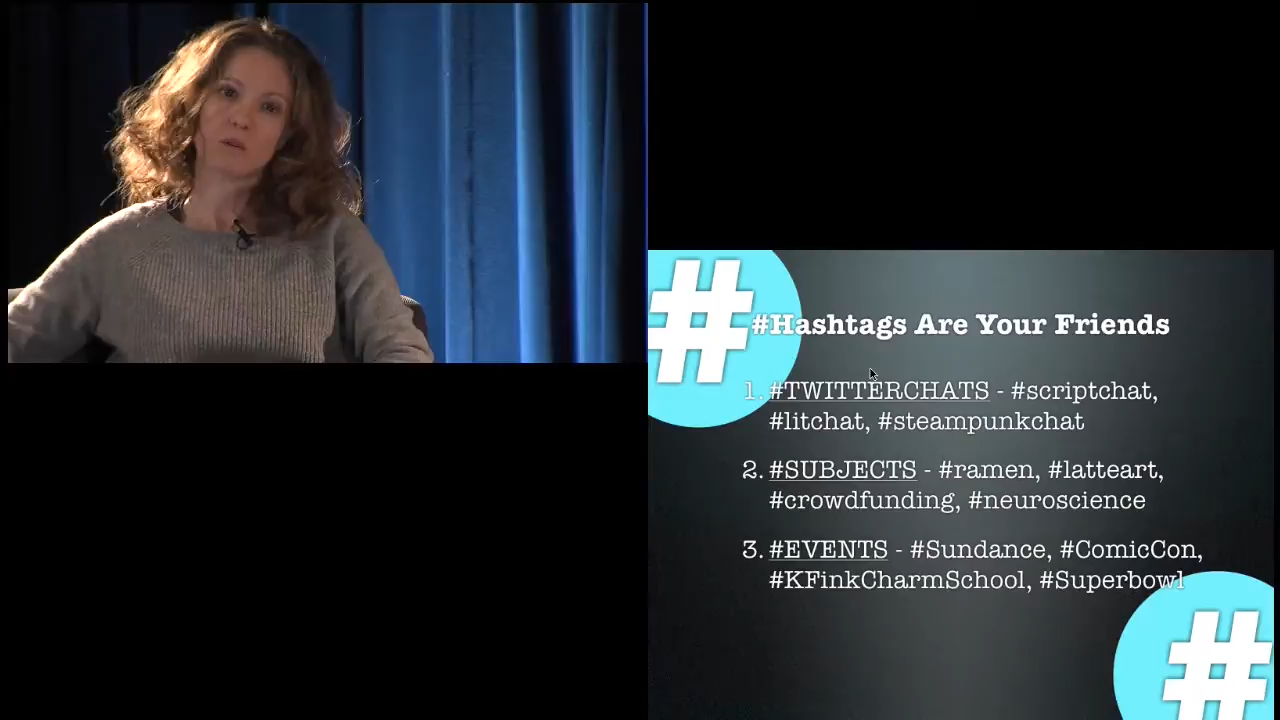 #
#Hashtags Are Your Friends
1. #TWITTERCHATS - #scriptchat,
#litchat, #steampunkchat
2. #SUBJECTS - #ramen, #latteart,
#crowdfunding, #neuroscience
3. #EVENTS - #Sundance, #ComicCon,
#KFinkCharmSchool, #Superbowl
#